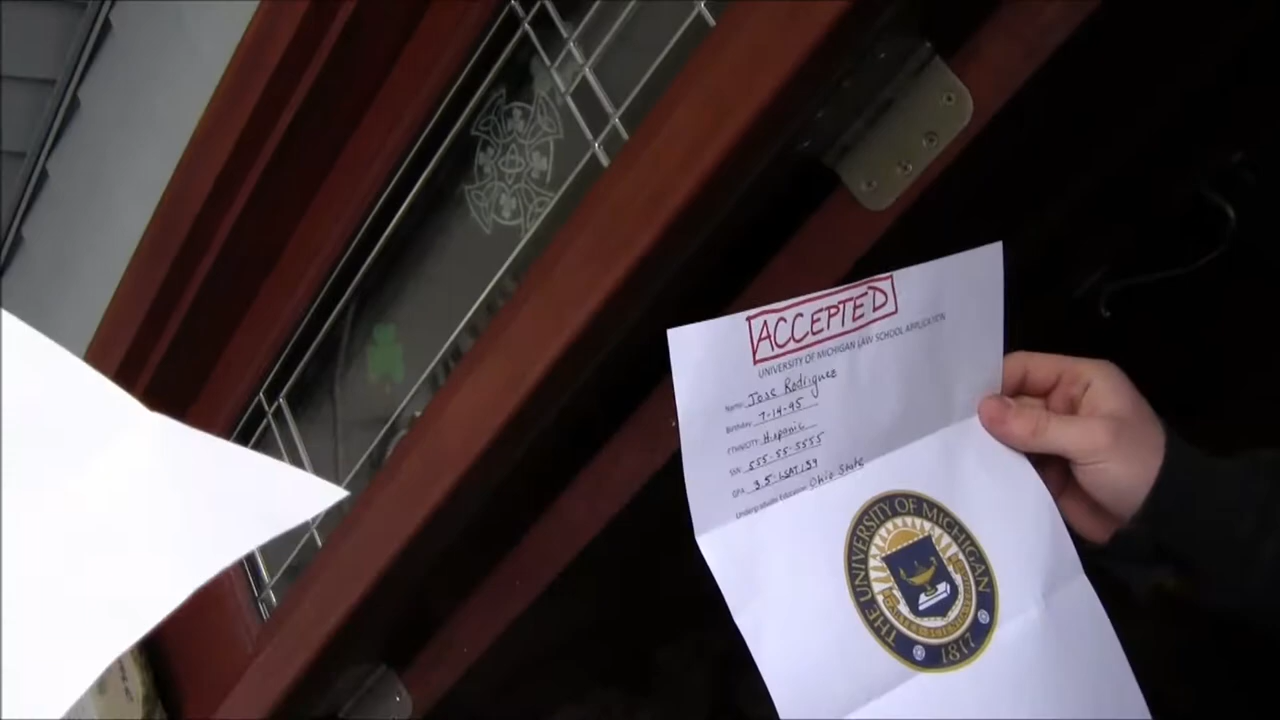 ACCEPTED
UNIVERSITY OF MICHIGAN LAW SCHOOL APPLICATION
Name: Jose Rodriguez
Birthday: 7-14-95
ETHNICITY: Hispanic
SSN: 555-55-5555
GPA: 3.5 - LSAT 159
Undergraduate Education: Ohio State
THE UNIVERSITY OF MICHIGAN
1817